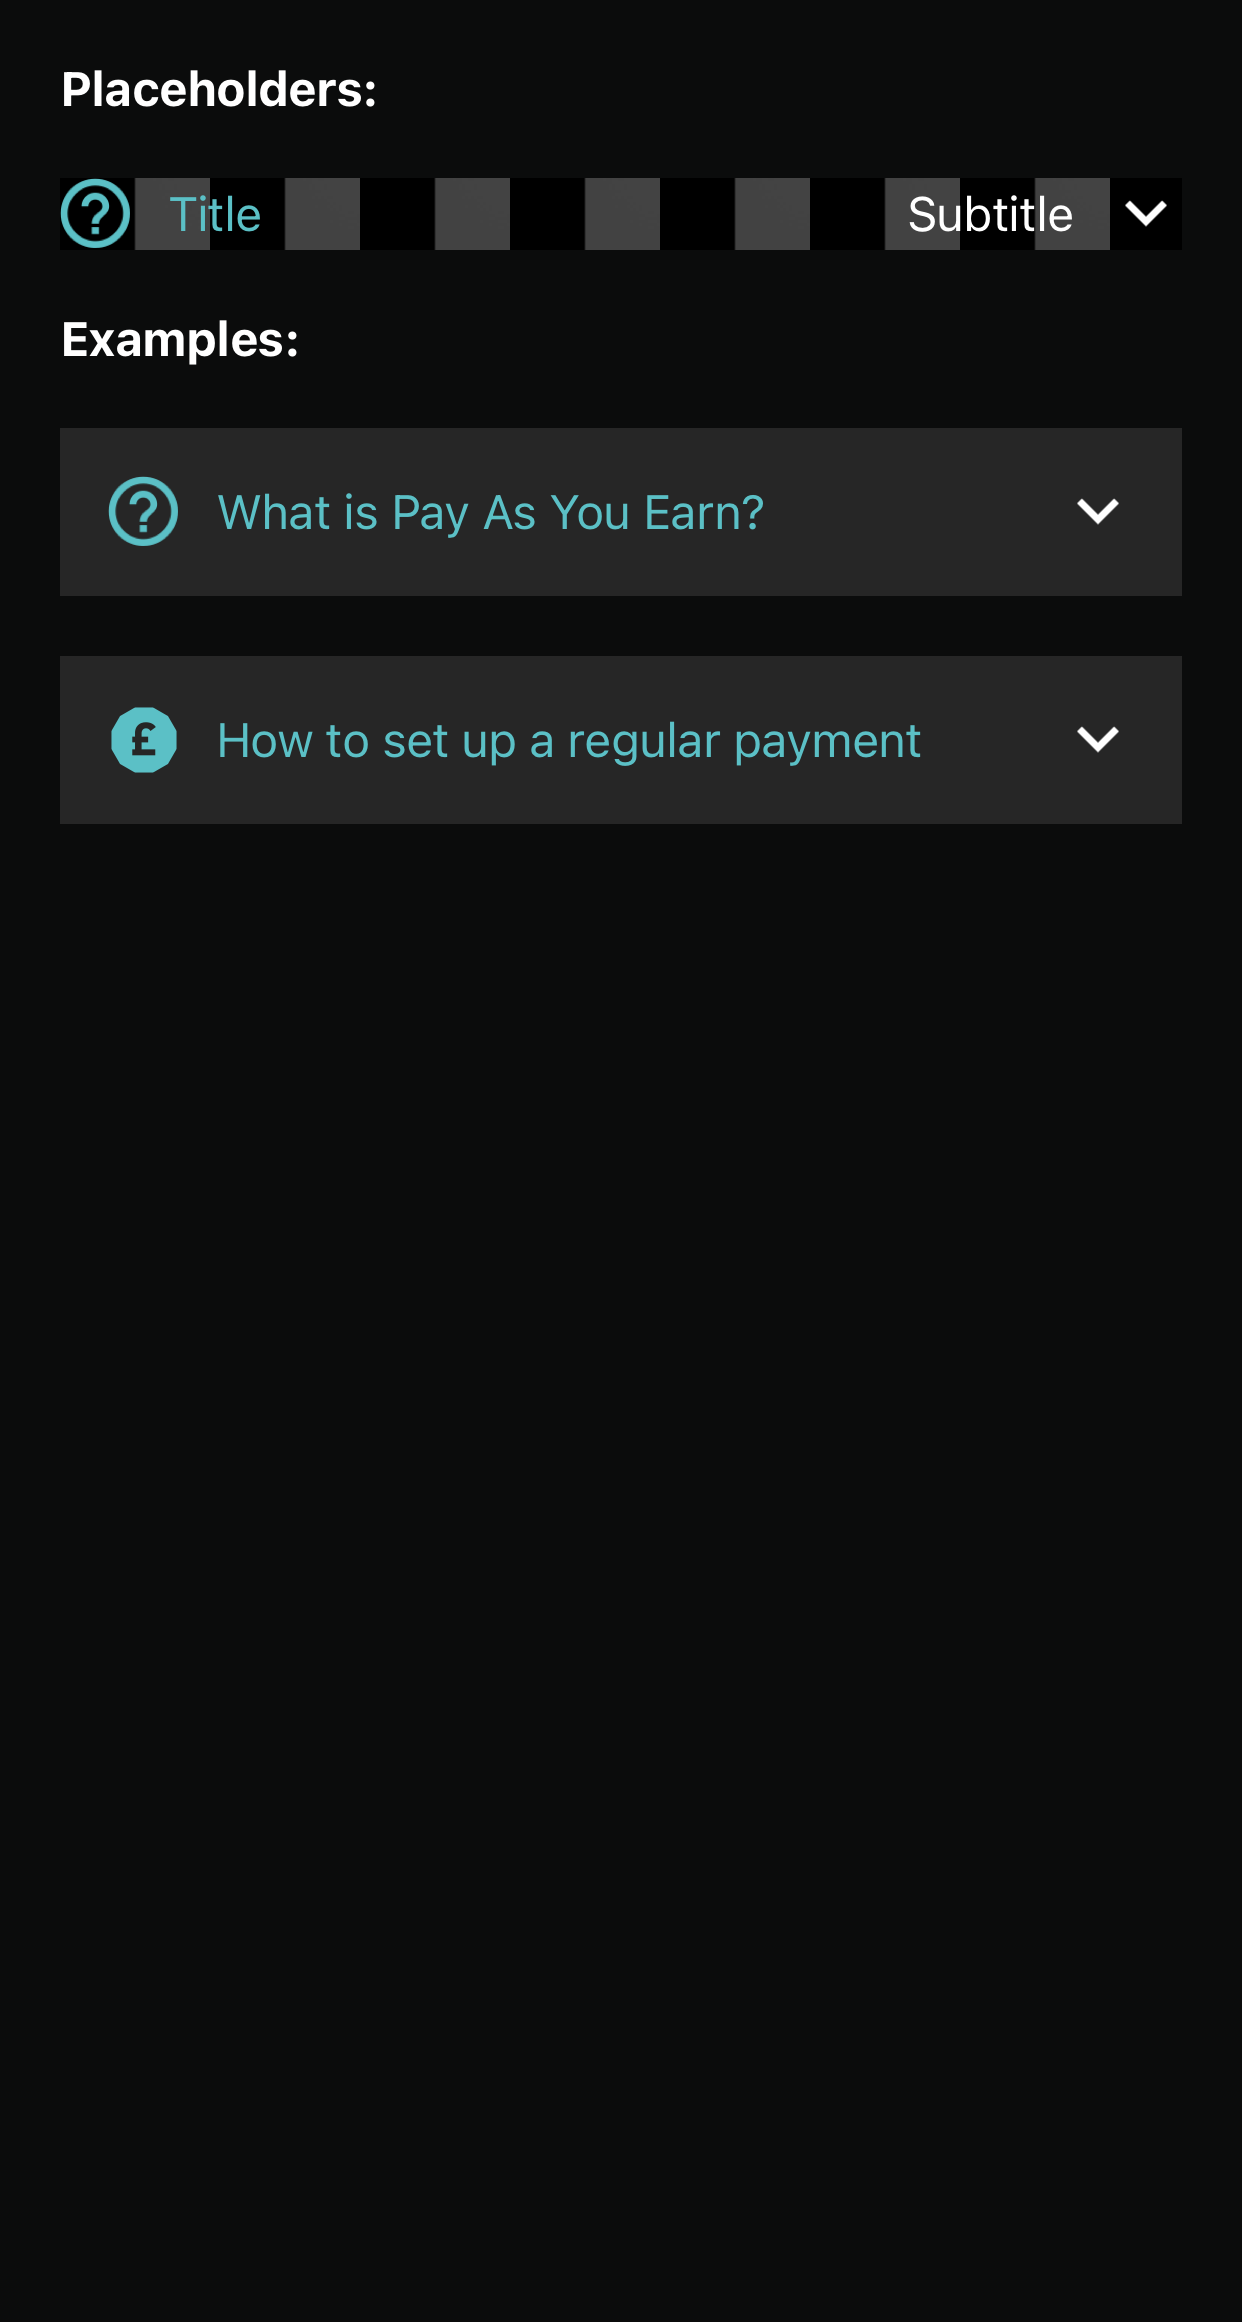 Placeholders:
Title Subtitle
Examples:
What is Pay As You Earn?
£ How to set up a regular payment